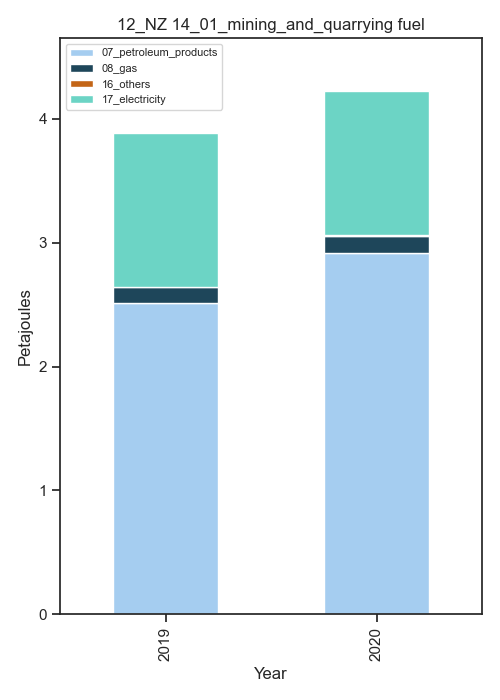 12_NZ 14_01_mining_and_quarrying fuel
07_petroleum_products
08_gas
16_others
17_electricity
Petajoules
4
3
2
1
0
2019
2020
Year